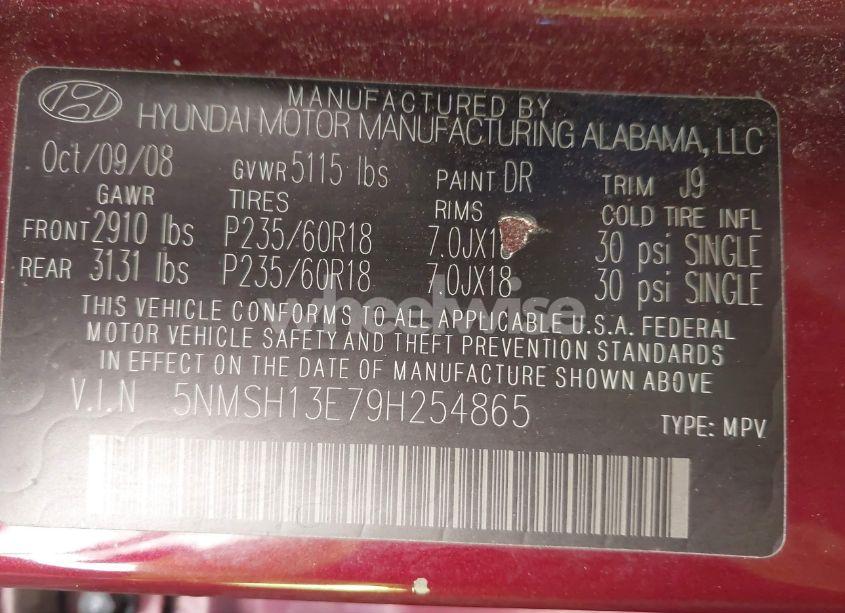 MANUFACTURED BY
HYUNDAI MOTOR MANUFACTURING ALABAMA, LLC
Oct/09/08 GVWR 5115 lbs PAINT DR TRIM J9
GAWR TIRES RIMS COLD TIRE INFL
FRONT 2910 lbs P235/60R18 7.0JX18 30 psi SINGLE
REAR 3131 lbs P235/60R18 7.0JX18 30 psi SINGLE
THIS VEHICLE CONFORMS TO ALL APPLICABLE U.S.A. FEDERAL
MOTOR VEHICLE SAFETY AND THEFT PREVENTION STANDARDS
IN EFFECT ON THE DATE OF MANUFACTURE SHOWN ABOVE
V.I.N 5NMSH13E79H254865
TYPE: MPV
wheelwise